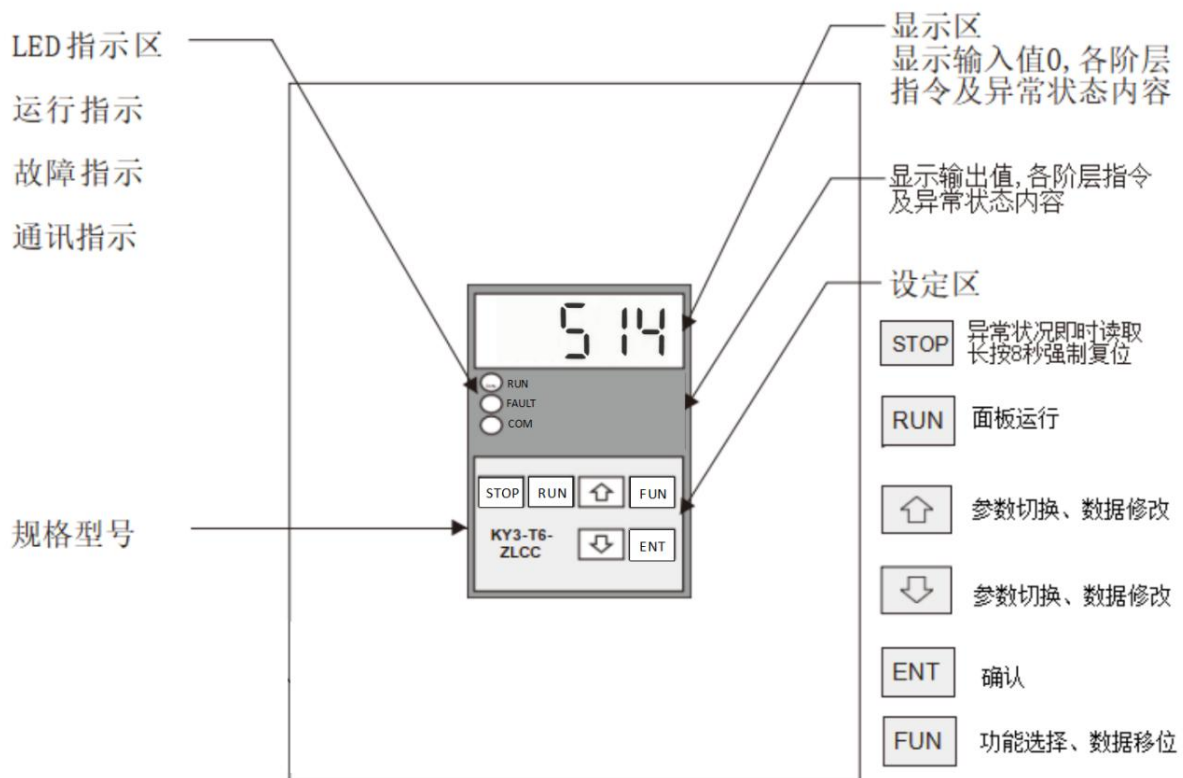 LED指示区
运行指示
故障指示
通讯指示
规格型号
显示区
显示输入值0,各阶层
指令及异常状态内容
显示输出值,各阶层指令
及异常状态内容
设定区
514
RUN
FAULT
COM
STOP RUN FUN
KY3-T6-
ZLCC
ENT
STOP
异常状况即时读取
长按8秒强制复位
RUN
面板运行
参数切换、数据修改
参数切换、数据修改
ENT
确认
FUN
功能选择、数据移位